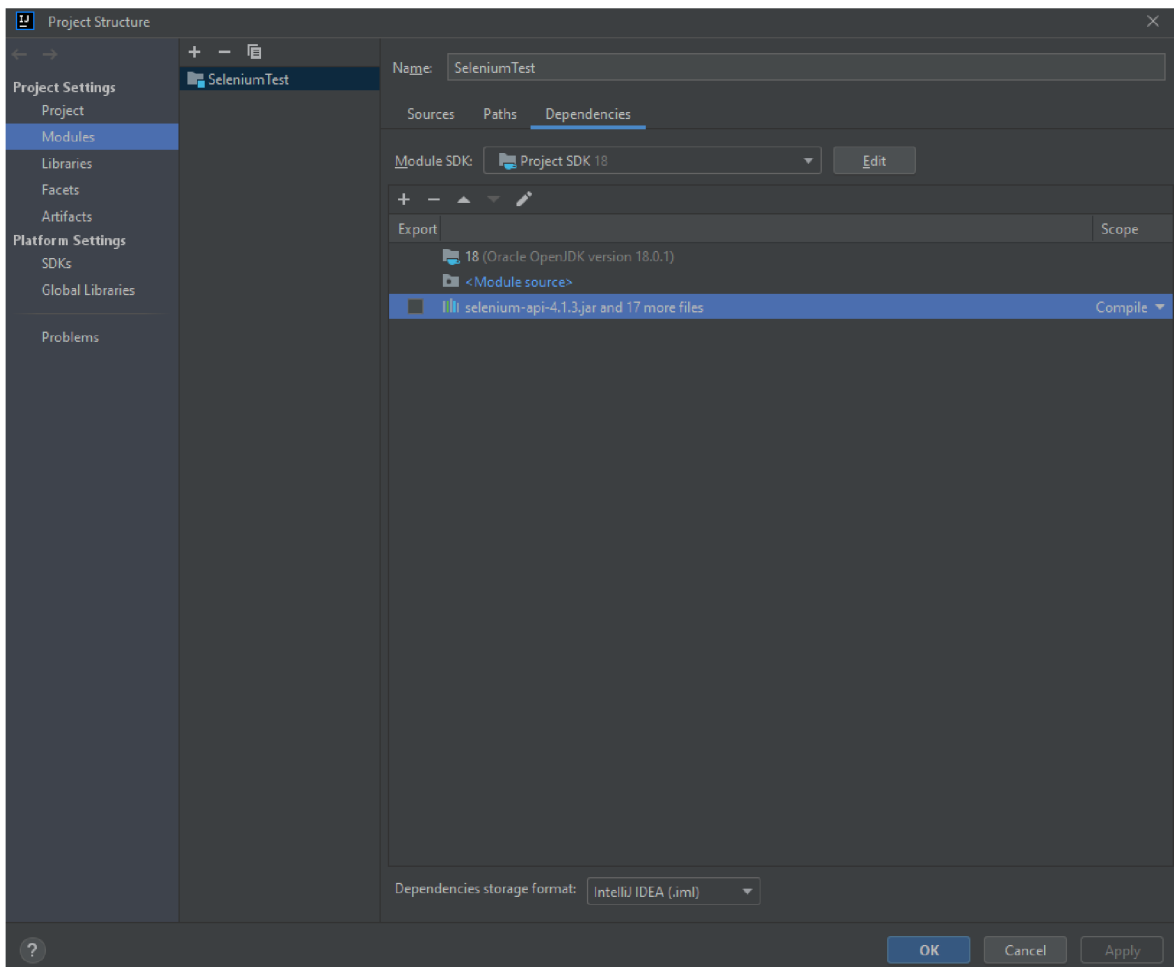 Project Structure
Project Settings
Project
Modules
Libraries
Facets
Artifacts
Platform Settings
SDKs
Global Libraries
Problems
SeleniumTest
Name: SeleniumTest
Sources Paths Dependencies
Module SDK: Project SDK 18 Edit
Export Scope
18 (Oracle OpenJDK version 18.0.1)
<Module source>
selenium-api-4.1.3.jar and 17 more files Compile
Dependencies storage format: IntelliJ IDEA (.iml)
? OK Cancel Apply